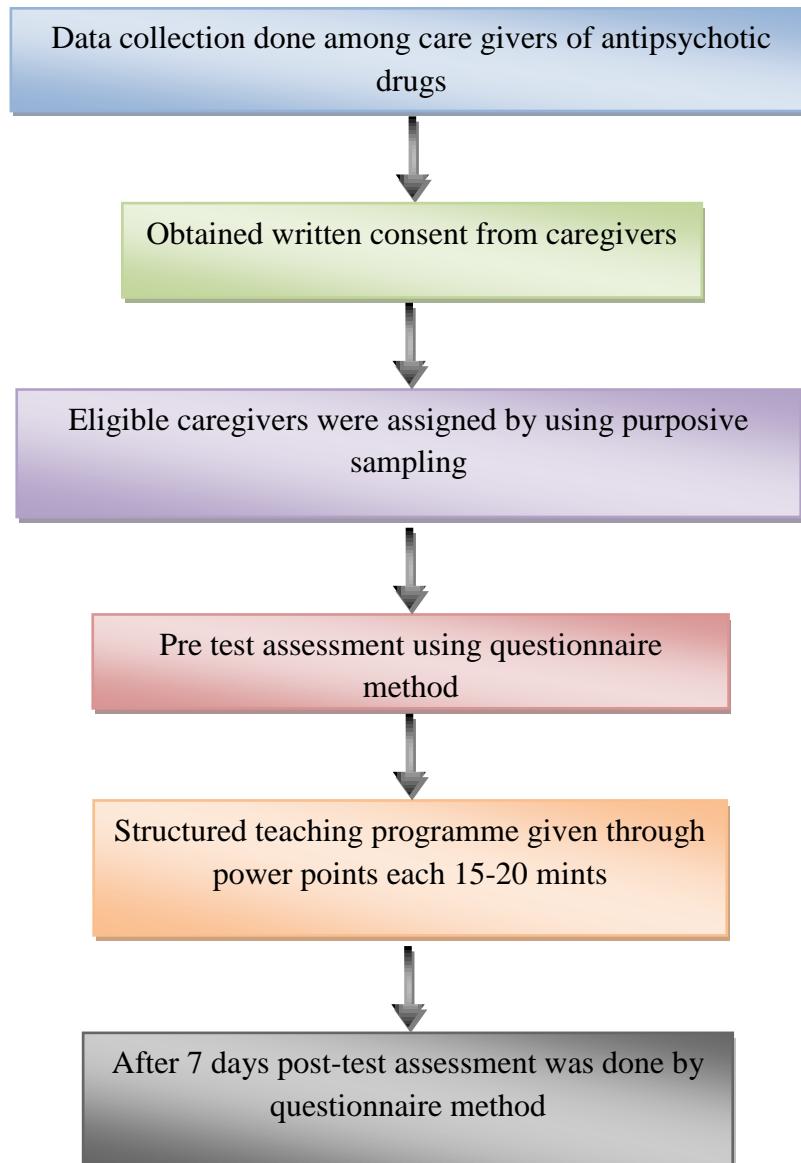 Data collection done among care givers of antipsychotic
drugs
Obtained written consent from caregivers
Eligible caregivers were assigned by using purposive
sampling
Pre test assessment using questionnaire
method
Structured teaching programme given through
power points each 15-20 mints
After 7 days post-test assessment was done by
questionnaire method